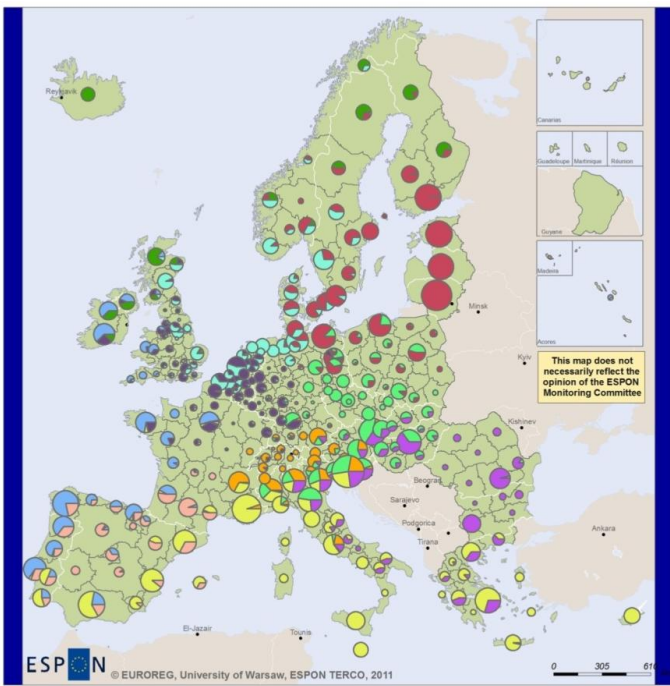 Reykjavik
Canarias
Guadeloupe
Martinique
Réunion
Guyane
Madeira
Acores
Minsk
Kyiv
This map does not
necessarily reflect the
opinion of the ESPON
Monitoring Committee
Kishinev
Beograd
Sarajevo
Podgorica
Tirana
Ankara
El-Jazair
Tounis
ESPON
© EUROREG, University of Warsaw, ESPON TERCO, 2011
0 305 610